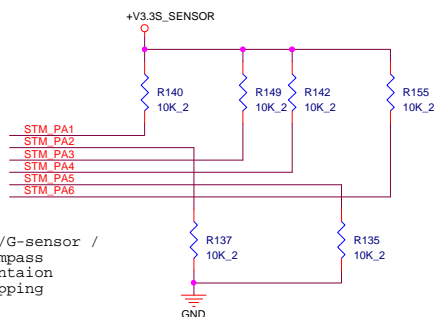 +V3.3S_SENSOR
R140
10K_2
R149
10K_2
R142
10K_2
R155
10K_2
STM_PA1
STM_PA2
STM_PA3
STM_PA4
STM_PA5
STM_PA6
R137
10K_2
R135
10K_2
/G-sensor /
mpass
ntaion
pping
GND